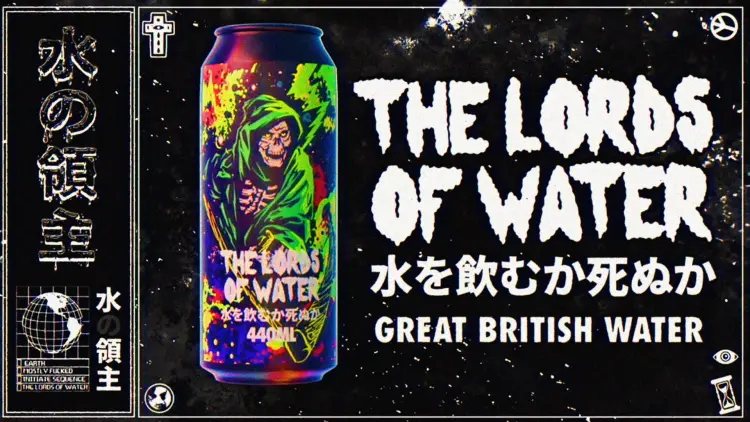 水の領主
水の領主
EARTH
MOSTLY FUCKED
INITIATE SEQUENCE
THE LORDS OF WATER
THE LORDS
OF WATER
水を飲むか死ぬか
440ML
THE LORDS
OF WATER
水を飲むか死ぬか
GREAT BRITISH WATER